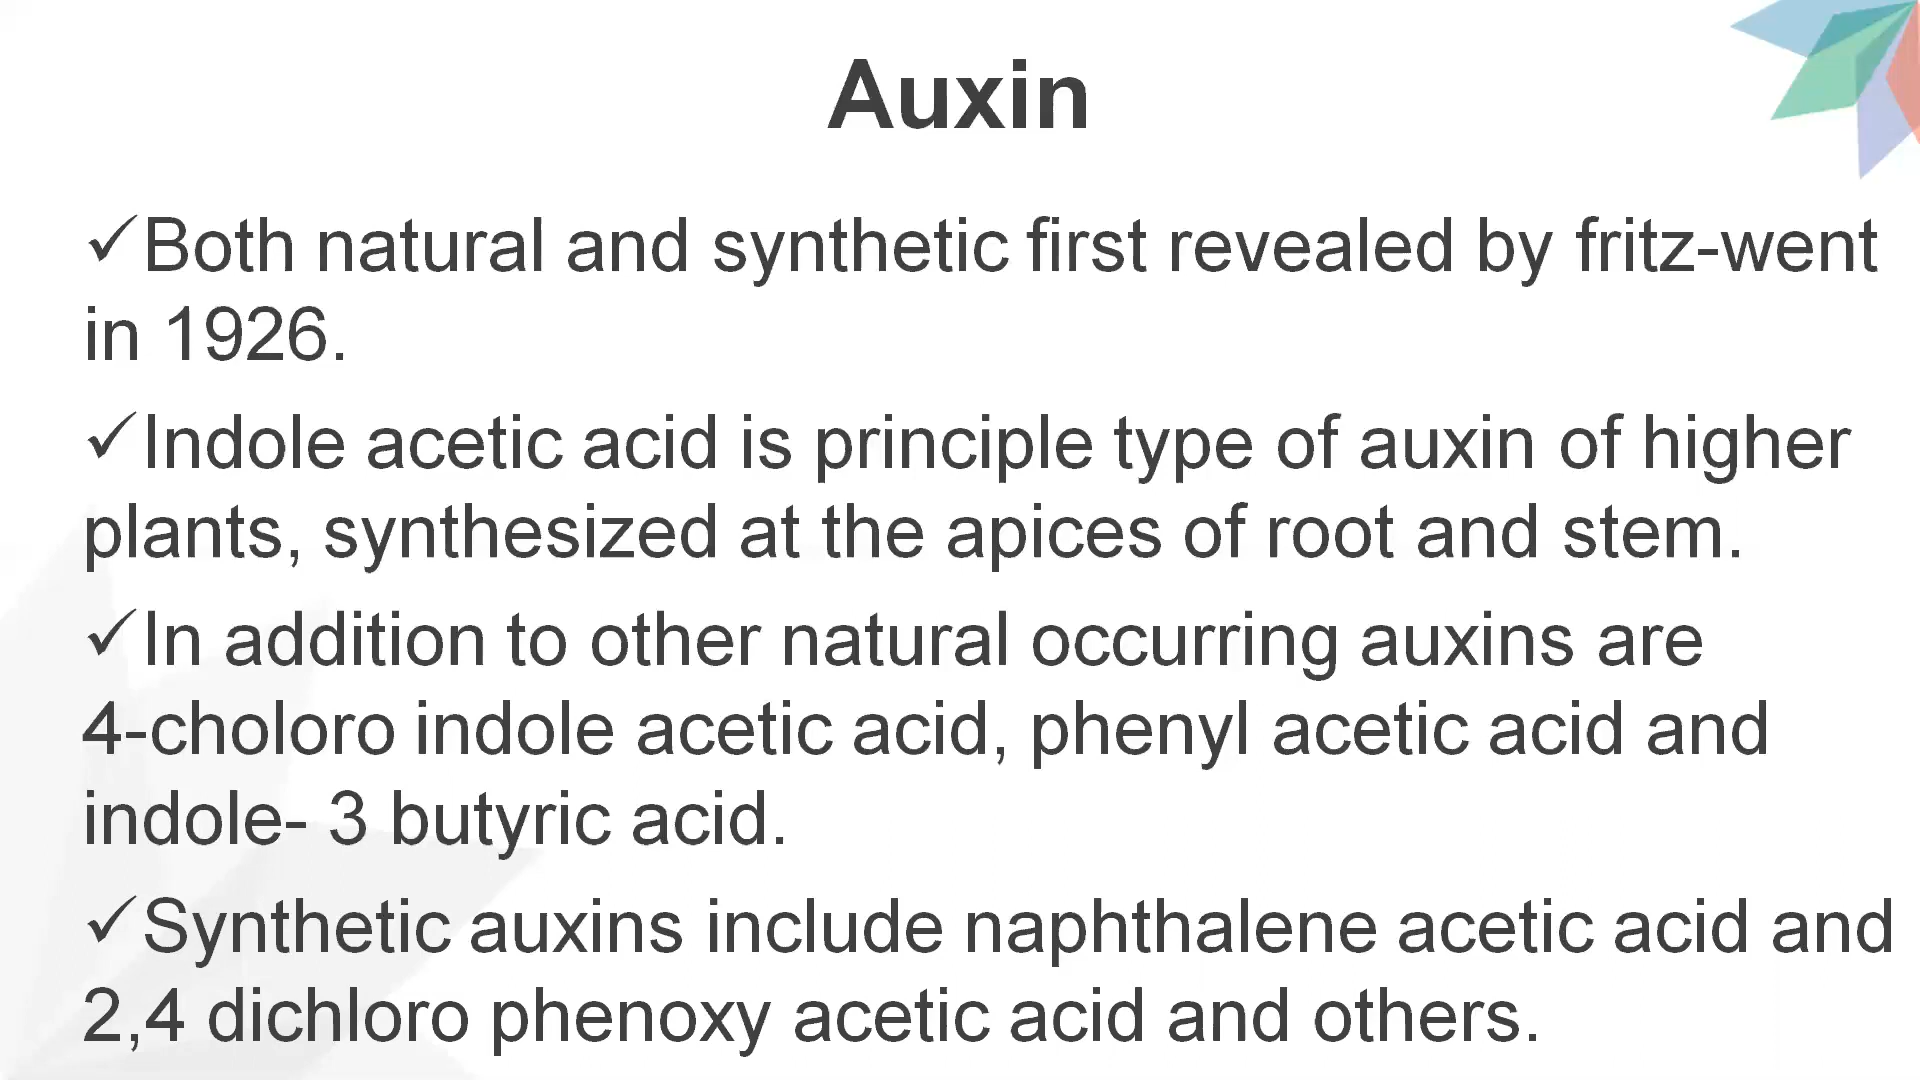 Auxin
✓Both natural and synthetic first revealed by fritz-went
in 1926.
✓Indole acetic acid is principle type of auxin of higher
plants, synthesized at the apices of root and stem.
✓In addition to other natural occurring auxins are
4-choloro indole acetic acid, phenyl acetic acid and
indole- 3 butyric acid.
✓Synthetic auxins include naphthalene acetic acid and
2,4 dichloro phenoxy acetic acid and others.